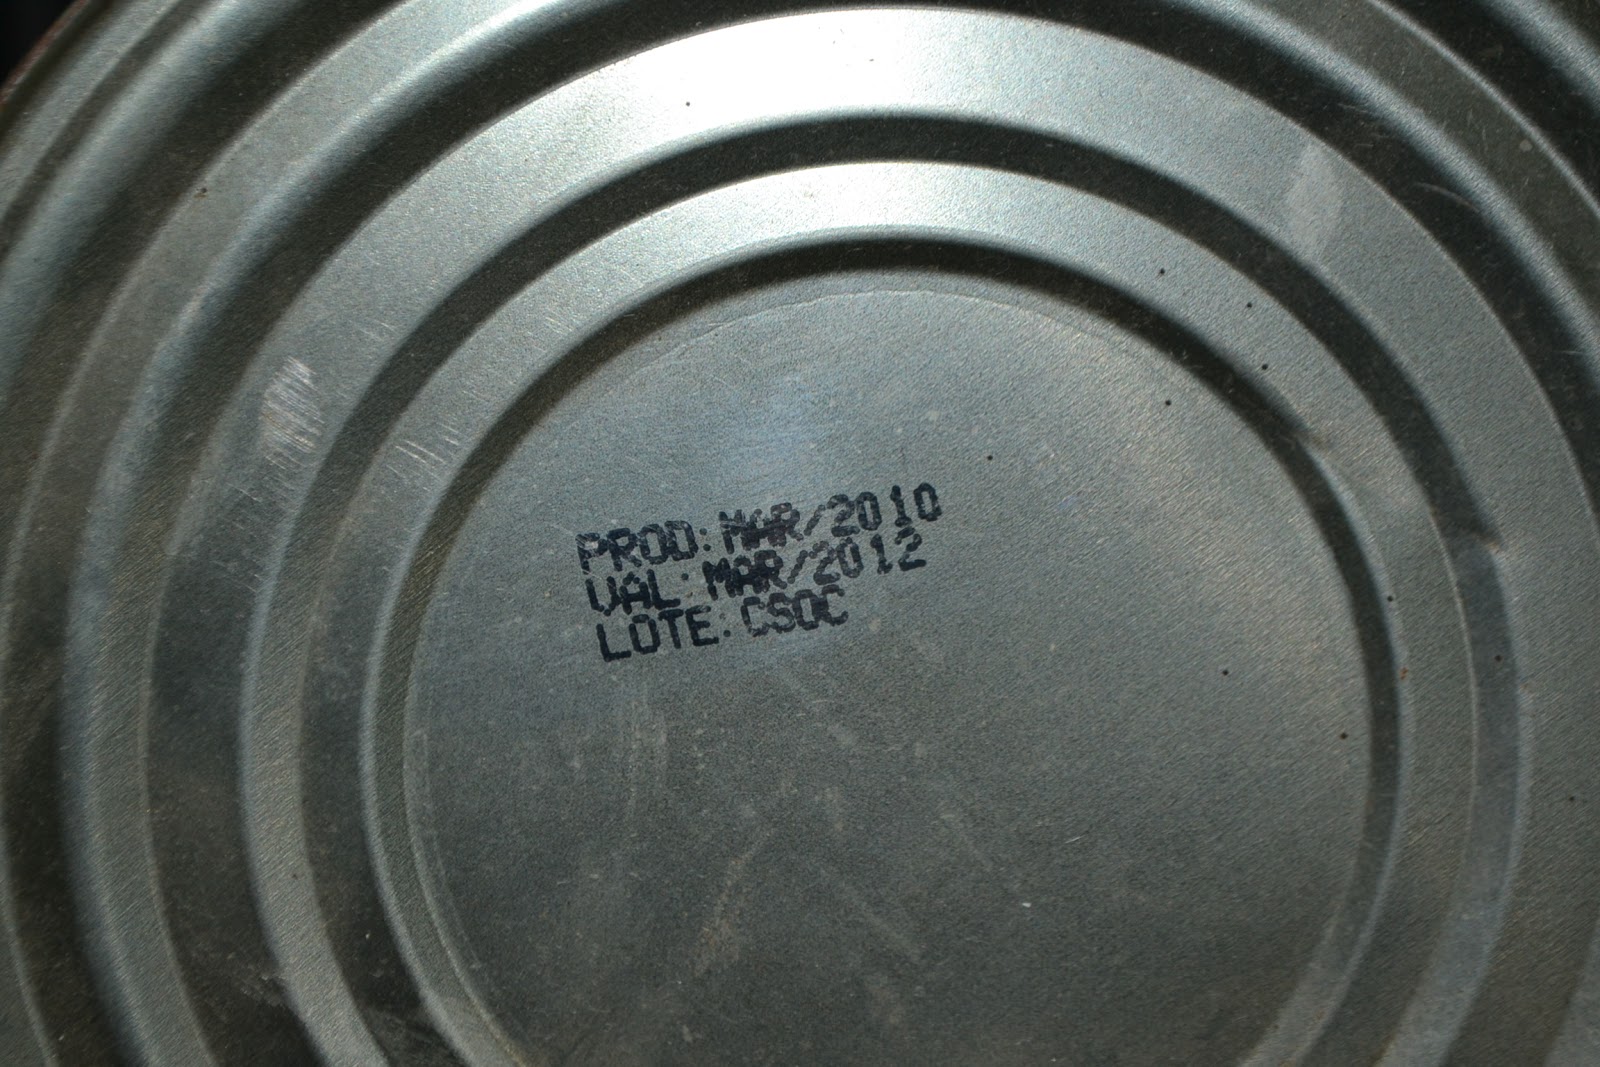 PROD: MAR/2010
VAL: MAR/2012
LOTE: CSOC